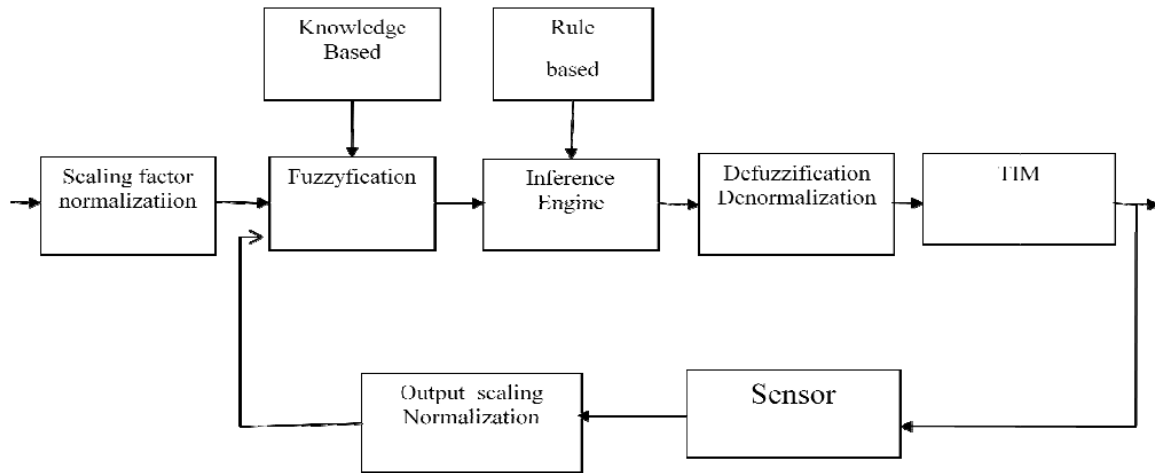 Knowledge
Based
Rule
based
Scaling factor
normalizatiion
Fuzzyfication
Inference
Engine
Defuzzification
Denormalization
TIM
Output scaling
Normalization
Sensor